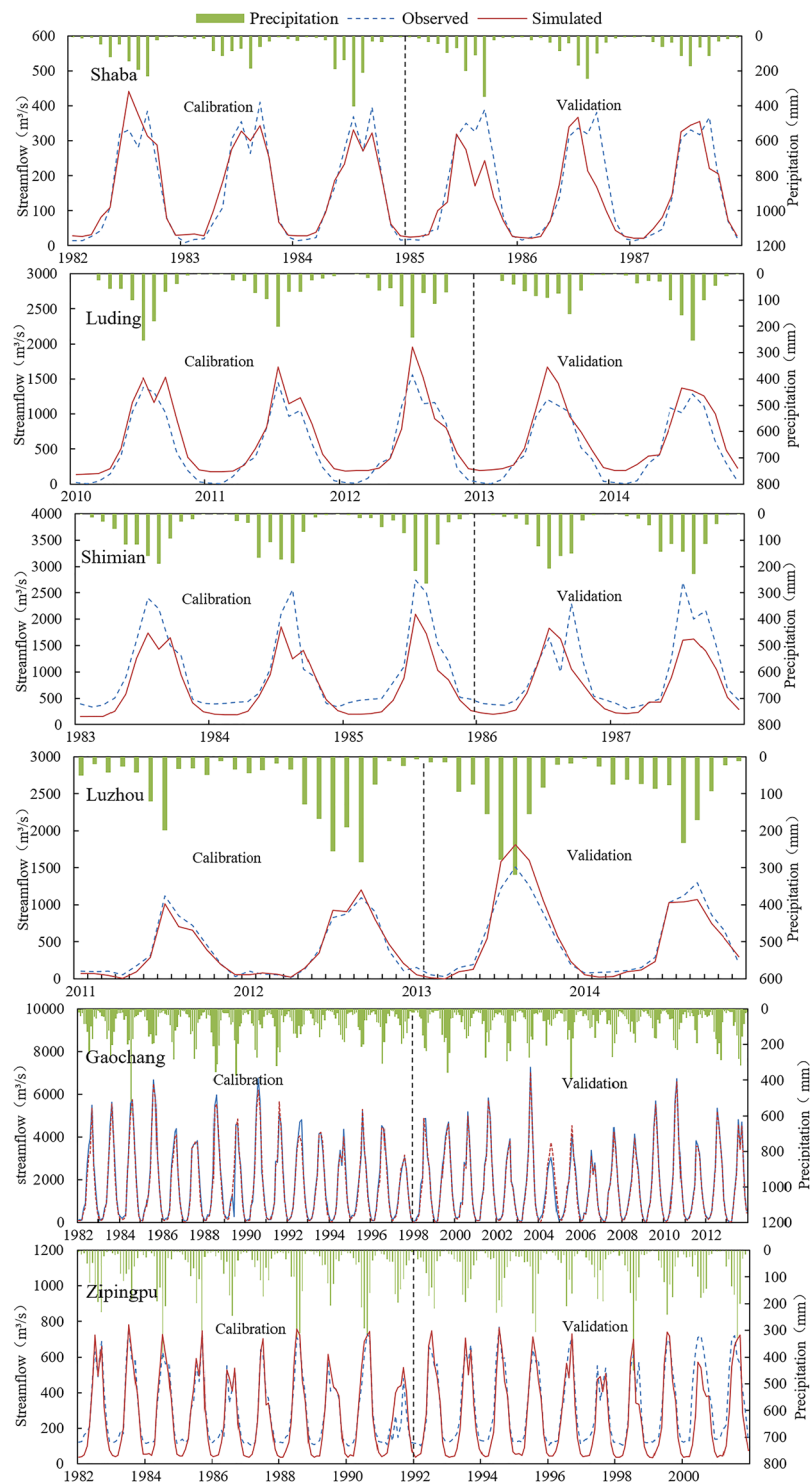 Precipitation Observed Simulated
600 500 400 300 200 100 0
Streamflow（m³/s）
Shaba
Calibration
Validation
0 200 400 600 800 1000 1200
Peripitation（mm）
1982 1983 1984 1985 1986 1987
3000 2500 2000 1500 1000 500 0
Streamflow（m³/s）
Luding
Calibration
Validation
0 100 200 300 400 500 600 700 800
precipitation（mm）
2010 2011 2012 2013 2014
4000 3500 3000 2500 2000 1500 1000 500 0
Streamflow（m³/s）
Shimian
Calibration
Validation
0 100 200 300 400 500 600 700 800
Precipitation（mm）
1983 1984 1985 1986 1987
3000 2500 2000 1500 1000 500 0
Streamflow（m³/s）
Luzhou
Calibration
Validation
0 100 200 300 400 500 600
Precipitation（mm）
2011 2012 2013 2014
10000 8000 6000 4000 2000 0
streamflow（m³/s）
Gaochang
Calibration
Validation
0 200 400 600 800 1000 1200
Precipitation（mm）
1982 1984 1986 1988 1990 1992 1994 1996 1998 2000 2002 2004 2006 2008 2010 2012
1200 1000 800 600 400 200 0
Streamflow（m³/s）
Zipingpu
Calibration
Validation
0 100 200 300 400 500 600 700 800
Precipitation（mm）
1982 1984 1986 1988 1990 1992 1994 1996 1998 2000